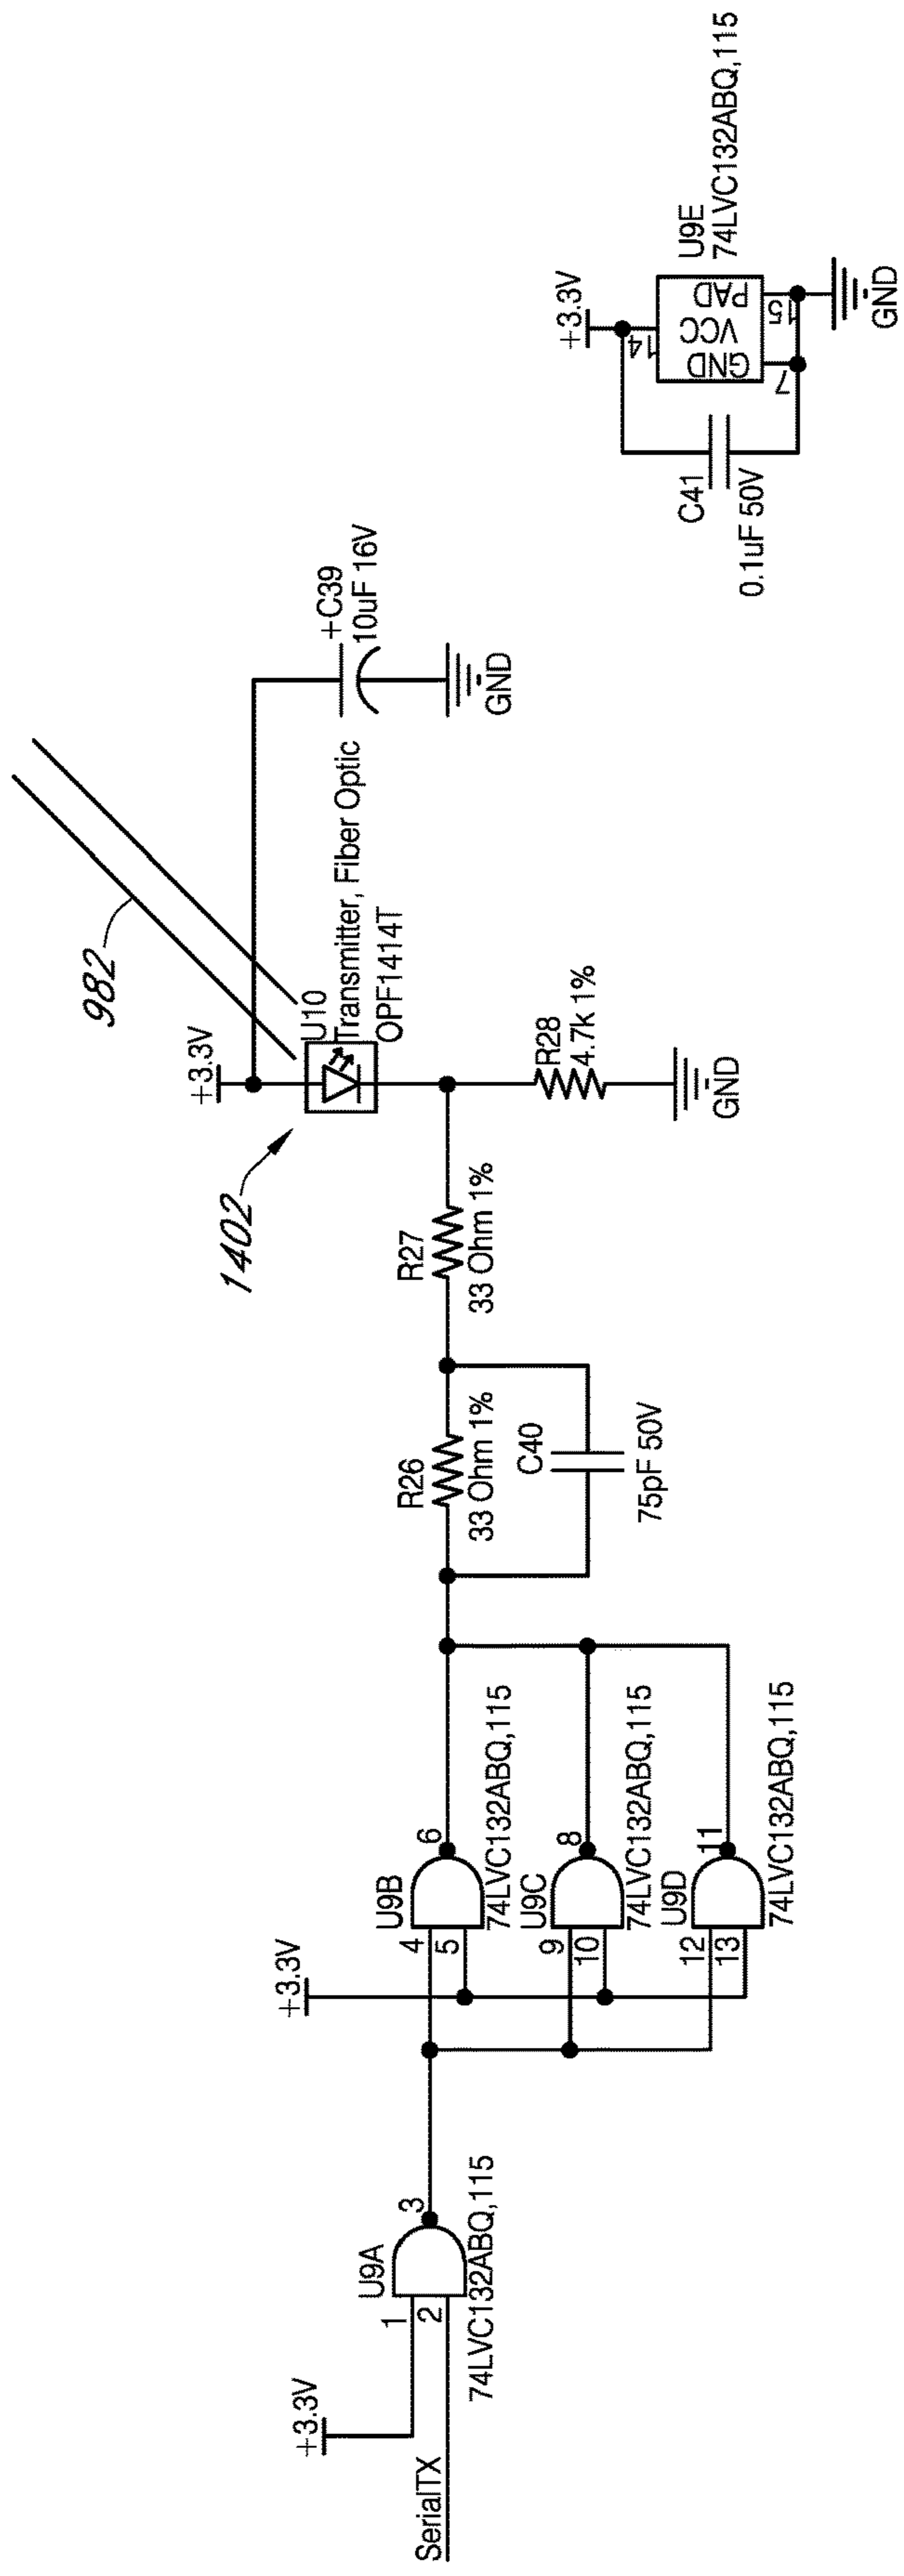 SerialTX
+3.3V
1
2
U9A
3
74LVC132ABQ,115
+3.3V
4
5
U9B
6
74LVC132ABQ,115
9
10
U9C
8
74LVC132ABQ,115
12
13
U9D
11
74LVC132ABQ,115
R26
33 Ohm 1%
C40
75pF 50V
R27
33 Ohm 1%
1402
+3.3V
982
U10
Transmitter, Fiber Optic
OPF1414T
R28
4.7k 1%
GND
+C39
10uF 16V
GND
C41
0.1uF 50V
+3.3V
14
VCC
GND
PAD
7
15
U9E
74LVC132ABQ,115
GND